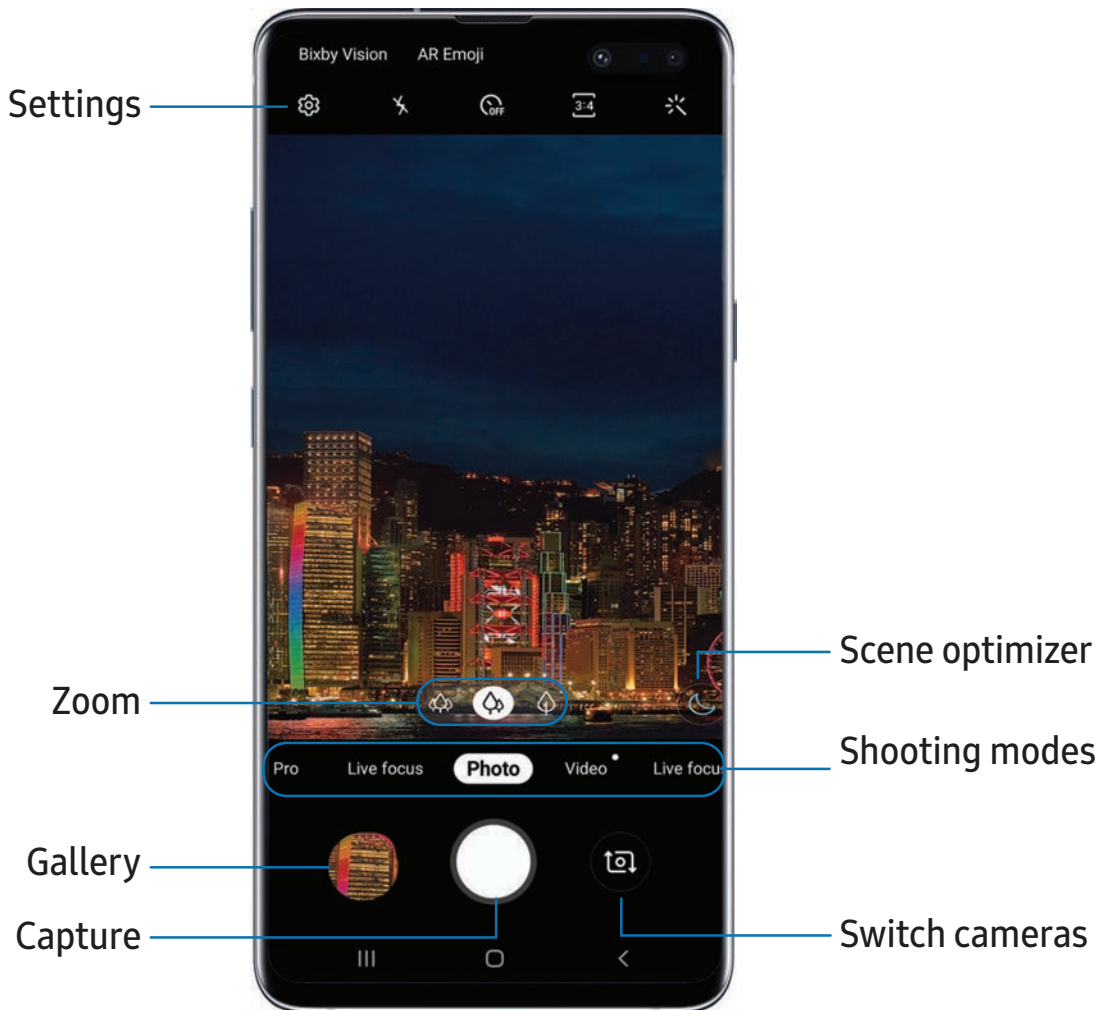 Bixby Vision AR Emoji
Settings
OFF
3:4
Scene optimizer
Zoom
Shooting modes
Pro Live focus Photo Video Live focu
Gallery
Capture
Switch cameras